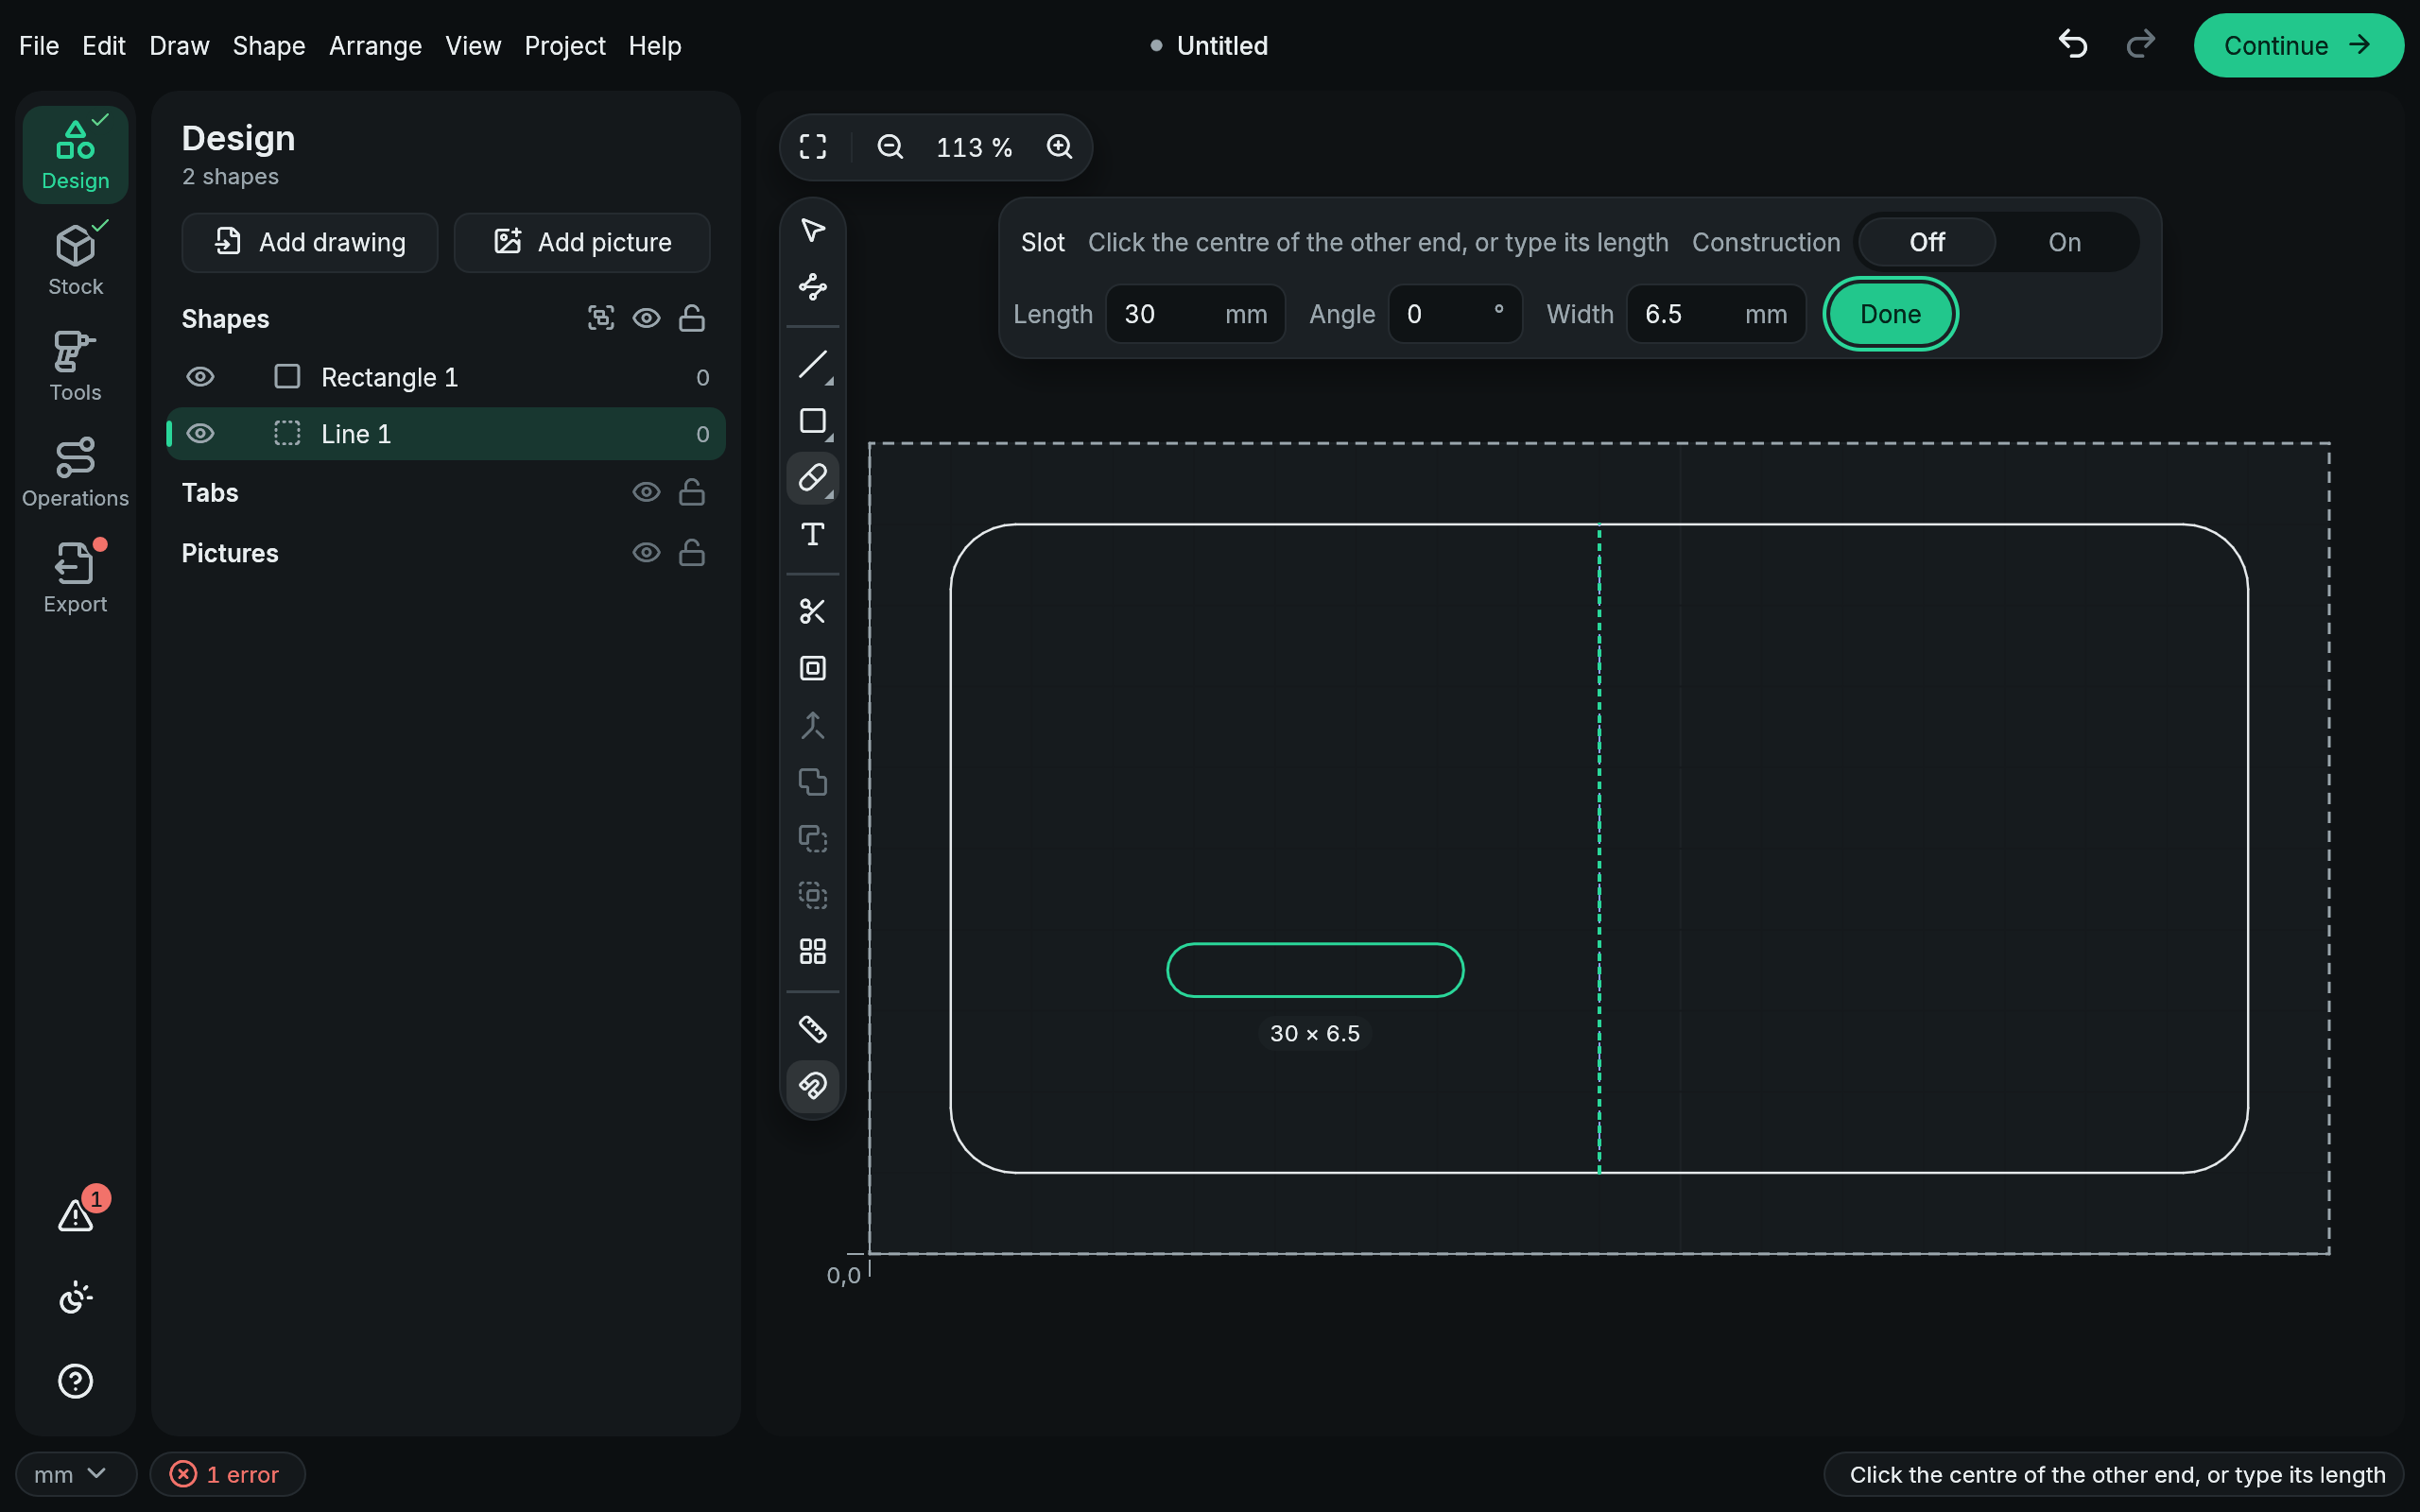 File Edit Draw Shape Arrange View Project Help
Untitled
Continue
Design
Stock
Tools
Operations
Export
1
Design
2 shapes
Add drawing Add picture
Shapes
Rectangle 1 0
Line 1 0
Tabs
Pictures
113 %
Slot Click the centre of the other end, or type its length Construction Off On
Length 30 mm Angle 0 ° Width 6.5 mm Done
30 × 6.5
0,0
mm
1 error
Click the centre of the other end, or type its length